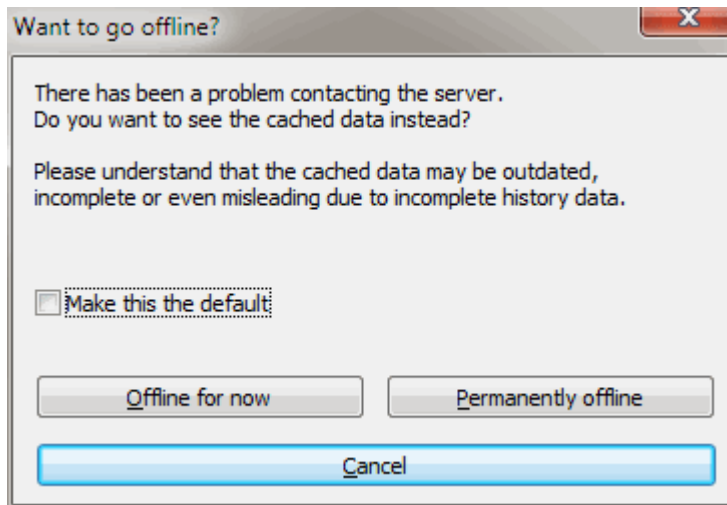 Want to go offline?
There has been a problem contacting the server.
Do you want to see the cached data instead?
Please understand that the cached data may be outdated,
incomplete or even misleading due to incomplete history data.
Make this the default
Offline for now
Permanently offline
Cancel